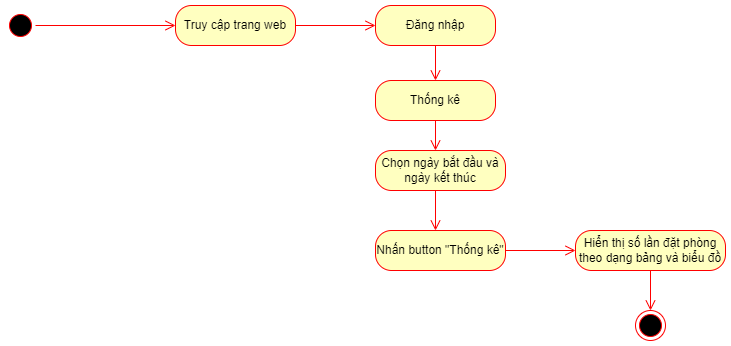 Truy cập trang web
Đăng nhập
Thống kê
Chọn ngày bắt đầu và
ngày kết thúc
Nhấn button "Thống kê"
Hiển thị số lần đặt phòng
theo dạng bảng và biểu đồ